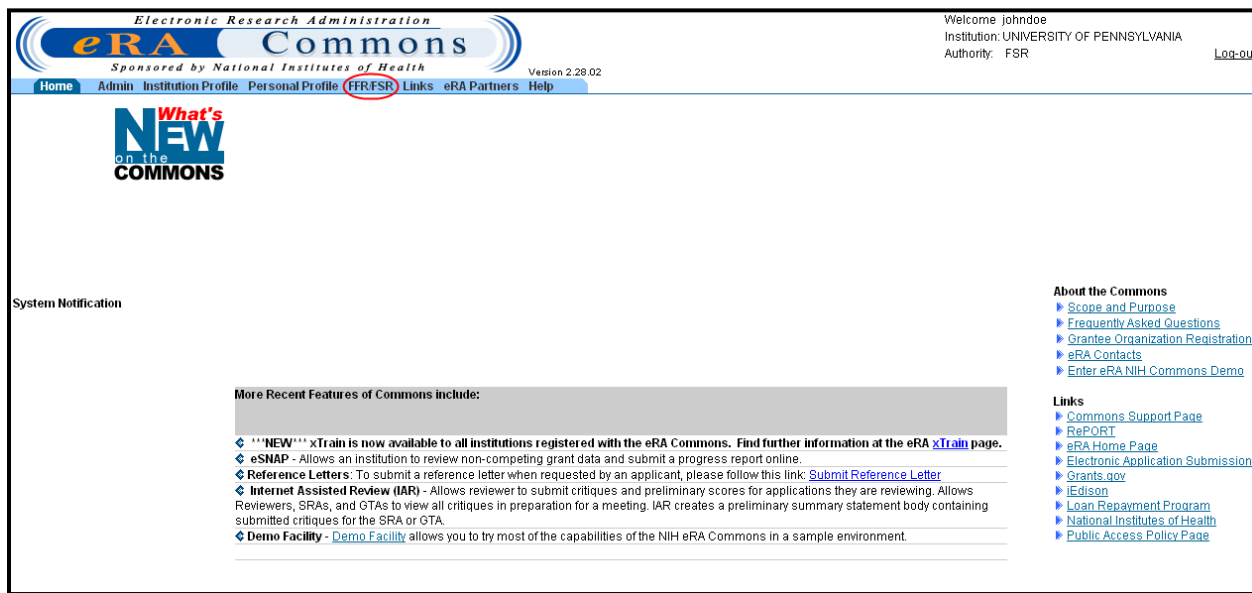 Electronic Research Administration
eRA Commons
Sponsored by National Institutes of Health
Version 2.28.02
Welcome johndoe
Institution: UNIVERSITY OF PENNSYLVANIA
Authority: FSR
Log-ou
Home Admin Institution Profile Personal Profile FFR/FSR Links eRA Partners Help
What's
NEW
on the
COMMONS
System Notification
More Recent Features of Commons include:
***NEW*** xTrain is now available to all institutions registered with the eRA Commons. Find further information at the eRA xTrain page.
eSNAP - Allows an institution to review non-competing grant data and submit a progress report online.
Reference Letters: To submit a reference letter when requested by an applicant, please follow this link: Submit Reference Letter
Internet Assisted Review (IAR) - Allows reviewer to submit critiques and preliminary scores for applications they are reviewing. Allows
Reviewers, SRAs, and GTAs to view all critiques in preparation for a meeting. IAR creates a preliminary summary statement body containing
submitted critiques for the SRA or GTA.
Demo Facility - Demo Facility allows you to try most of the capabilities of the NIH eRA Commons in a sample environment.
About the Commons
Scope and Purpose
Frequently Asked Questions
Grantee Organization Registration
eRA Contacts
Enter eRA NIH Commons Demo
Links
Commons Support Page
RePORT
eRA Home Page
Electronic Application Submission
Grants.gov
iEdison
Loan Repayment Program
National Institutes of Health
Public Access Policy Page